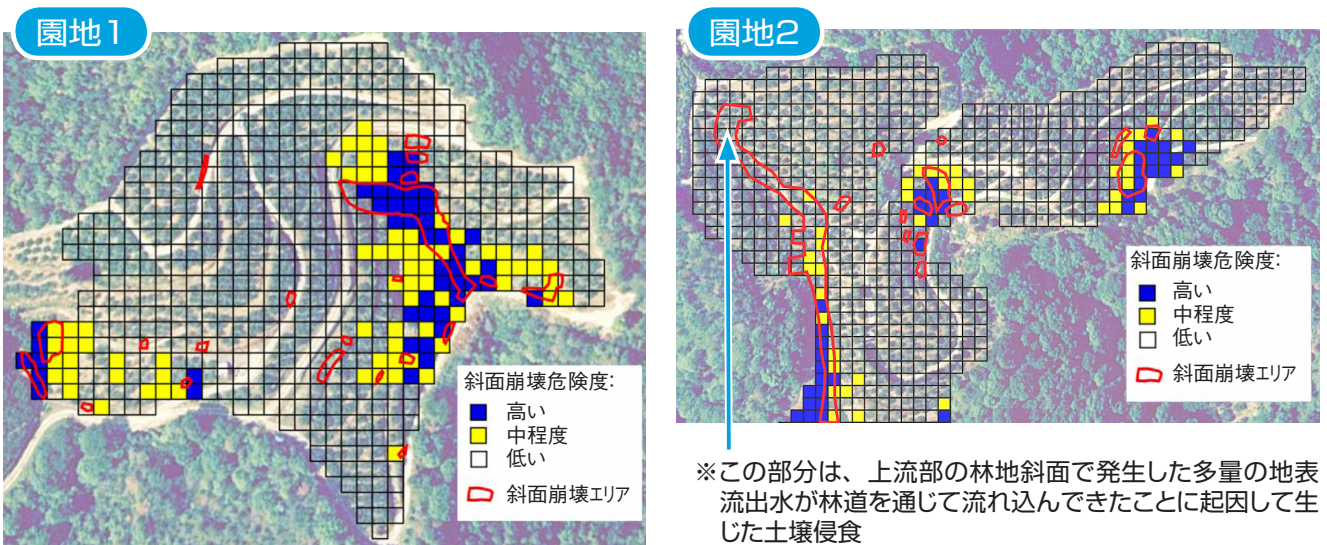 園地1
斜面崩壊危険度:
高い
中程度
低い
斜面崩壊エリア
園地2
斜面崩壊危険度:
高い
中程度
低い
斜面崩壊エリア
※この部分は、上流部の林地斜面で発生した多量の地表
流出水が林道を通じて流れ込んできたことに起因して生
じた土壌侵食